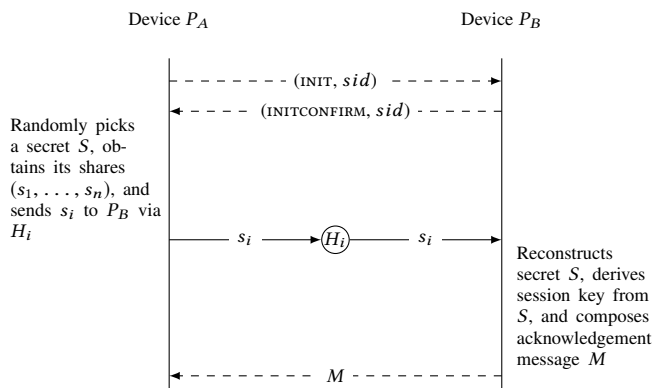 Device P_A Device P_B
(INIT, sid)
(INITCONFIRM, sid)
Randomly picks
a secret S, ob-
tains its shares
(s_1, . . . , s_n), and
sends s_i to P_B via
H_i
s_i H_i s_i
Reconstructs
secret S, derives
session key from
S, and composes
acknowledgement
message M
M